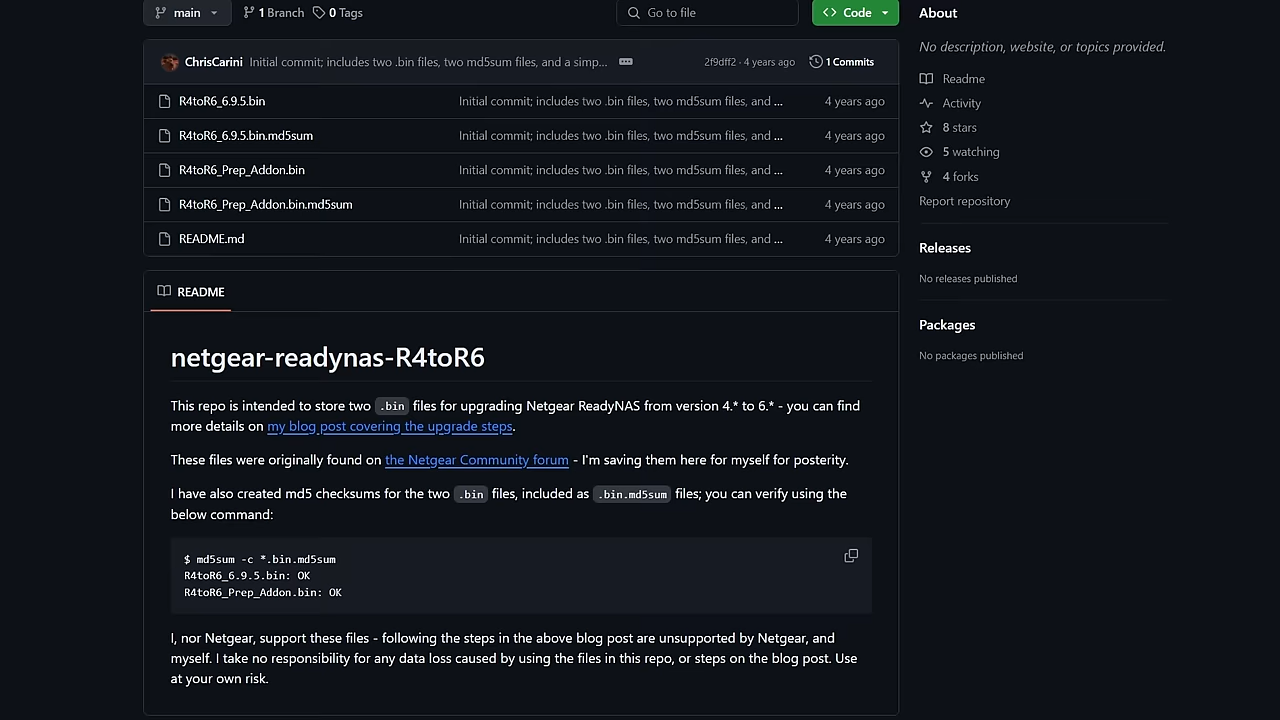 main
1 Branch
0 Tags
Go to file
Code
ChrisCarini Initial commit; includes two .bin files, two md5sum files, and a simp... 2f9dff2 · 4 years ago 1 Commits
R4toR6_6.9.5.bin Initial commit; includes two .bin files, two md5sum files, and ... 4 years ago
R4toR6_6.9.5.bin.md5sum Initial commit; includes two .bin files, two md5sum files, and ... 4 years ago
R4toR6_Prep_Addon.bin Initial commit; includes two .bin files, two md5sum files, and ... 4 years ago
R4toR6_Prep_Addon.bin.md5sum Initial commit; includes two .bin files, two md5sum files, and ... 4 years ago
README.md Initial commit; includes two .bin files, two md5sum files, and ... 4 years ago
README
netgear-readynas-R4toR6
This repo is intended to store two .bin files for upgrading Netgear ReadyNAS from version 4.* to 6.* - you can find
more details on my blog post covering the upgrade steps.
These files were originally found on the Netgear Community forum - I'm saving them here for myself for posterity.
I have also created md5 checksums for the two .bin files, included as .bin.md5sum files; you can verify using the
below command:
$ md5sum -c *.bin.md5sum
R4toR6_6.9.5.bin: OK
R4toR6_Prep_Addon.bin: OK
I, nor Netgear, support these files - following the steps in the above blog post are unsupported by Netgear, and
myself. I take no responsibility for any data loss caused by using the files in this repo, or steps on the blog post. Use
at your own risk.
About
No description, website, or topics provided.
Readme
Activity
8 stars
5 watching
4 forks
Report repository
Releases
No releases published
Packages
No packages published